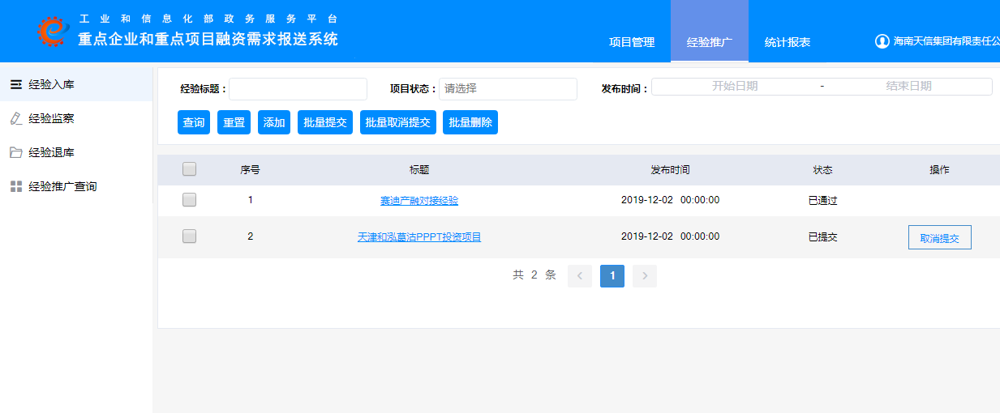 工业和信息化部政务服务平台
重点企业和重点项目融资需求报送系统
项目管理 经验推广 统计报表 海南天信集团有限责任公
经验入库
经验监察
经验退库
经验推广查询
经验标题： 项目状态： 请选择 发布时间： 开始日期 - 结束日期
查询 重置 添加 批量提交 批量取消提交 批量删除
序号 标题 发布时间 状态 操作
1 赛迪产融对接经验 2019-12-02 00:00:00 已通过
2 天津和泓葛沽PPPT投资项目 2019-12-02 00:00:00 已提交 取消提交
共 2 条 < 1 >